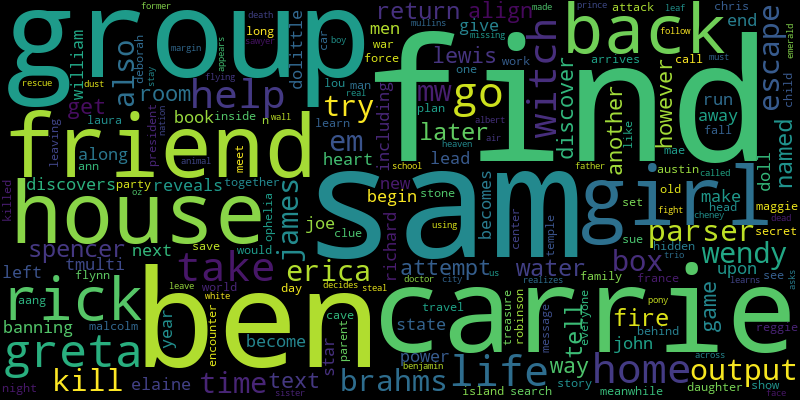 former
death
group
men
war
force
return
align
give
missing
witch
back
attack
leaf
prince
emerald
chris
end
escape
long
sawyer
made
mullins
william
also
deborah
margin
appears
dolittle
car
boy
flying
lou
man
real
lewis
one
work
arrives
call
follow
must
child
rescue
dust
stay
room
help
try
mw
go
discover
however
run
away
fall
find
friend
get
book
inside
n
wall
em
later
plan
albert
air
another
like
mae
named
leaving
laura
president
nation
learn
meet
including
heart
lead
heaven
school
austin
doll
along
ann
animal
killed
discovers
party
reveals
together
oz
sam
girl
father
called
old
maggie
fight
cheney
secret
dead
house
james
joe
clue
new
begin
stone
becomes
set
make
head
sue
hidden
trio
parser
spencer
next
save
would
ophelia
richard
using
center
temple
box
upon
wendy
see
learns
asks
left
tmulti
take
erica
attempt
water
us
france
family
flynn
aang
leave
world
day
decides
steal
doctor
city
realizes
game
pony
rick
ben
carrie
tell
everyone
fire
behind
reggie
banning
malcolm
year
white
encounter
cave
parent
travel
state
treasure
robinson
message
john
across
greta
become
star
power
benjamin
life
way
home
output
night
kill
elaine
time
text
sister
brahms
story
island
search
meanwhile
daughter
show
face